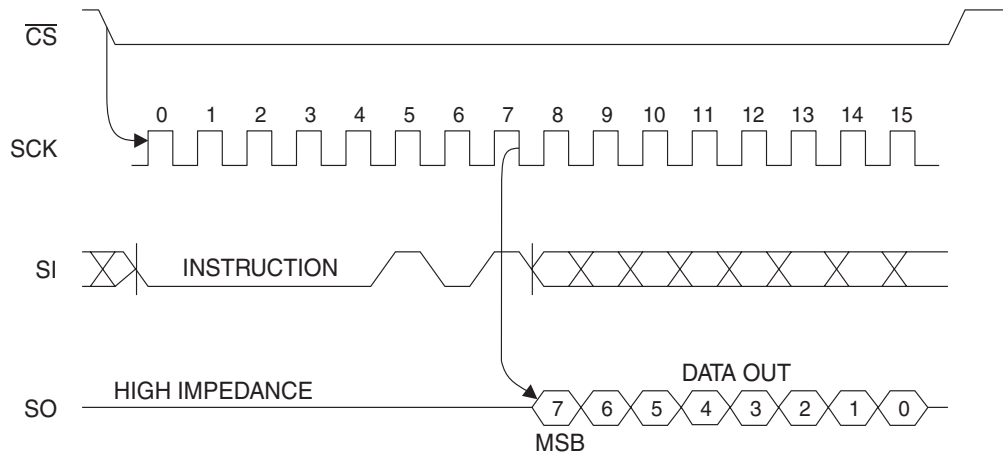 CS
0 1 2 3 4 5 6 7 8 9 10 11 12 13 14 15
SCK
SI INSTRUCTION
DATA OUT
HIGH IMPEDANCE
SO 7 6 5 4 3 2 1 0
MSB